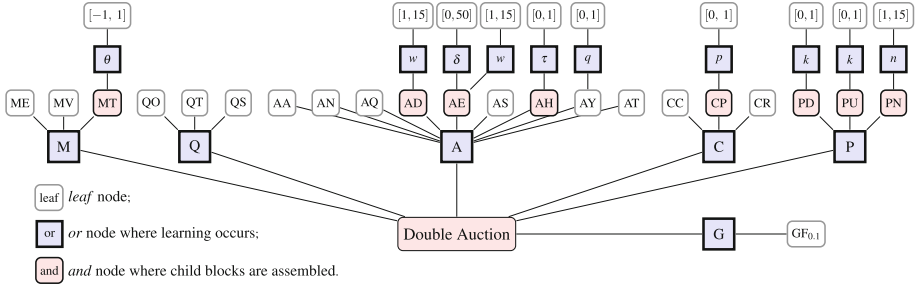 [−1, 1] [1, 15] [0, 50] [1, 15] [0, 1] [0, 1] [0, 1] [0, 1] [0, 1] [1, 15]
θ w δ w τ q p k k n
ME MV MT QO QT QS AA AN AQ AD AE AS AH AY AT CC CP CR PD PU PN
M Q A C P
leaf leaf node;
or or node where learning occurs;
Double Auction G GF0.1
and and node where child blocks are assembled.